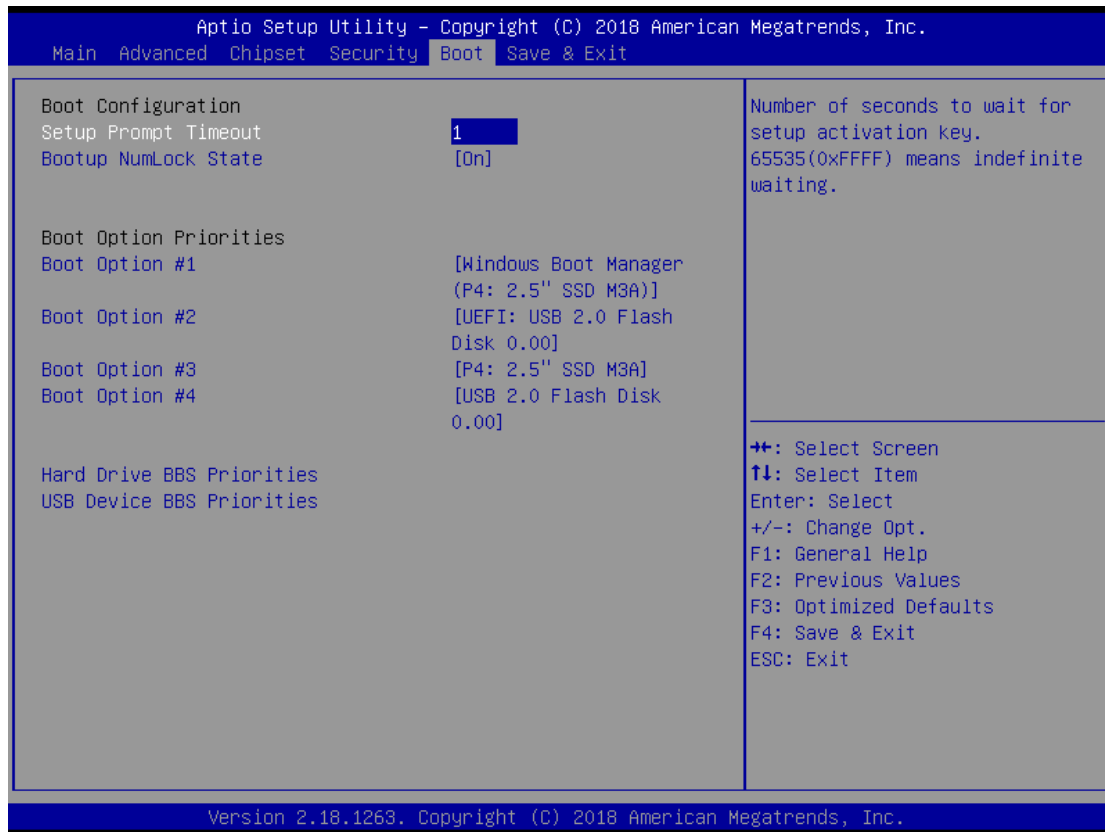 Aptio Setup Utility – Copyright (C) 2018 American Megatrends, Inc.
Main Advanced Chipset Security Boot Save & Exit
Boot Configuration
Setup Prompt Timeout 1
Bootup NumLock State [On]
Boot Option Priorities
Boot Option #1 [Windows Boot Manager
(P4: 2.5" SSD M3A)]
Boot Option #2 [UEFI: USB 2.0 Flash
Disk 0.00]
Boot Option #3 [P4: 2.5" SSD M3A]
Boot Option #4 [USB 2.0 Flash Disk
0.00]
Hard Drive BBS Priorities
USB Device BBS Priorities
Number of seconds to wait for
setup activation key.
65535(0xFFFF) means indefinite
waiting.
→←: Select Screen
↑↓: Select Item
Enter: Select
+/-: Change Opt.
F1: General Help
F2: Previous Values
F3: Optimized Defaults
F4: Save & Exit
ESC: Exit
Version 2.18.1263. Copyright (C) 2018 American Megatrends, Inc.